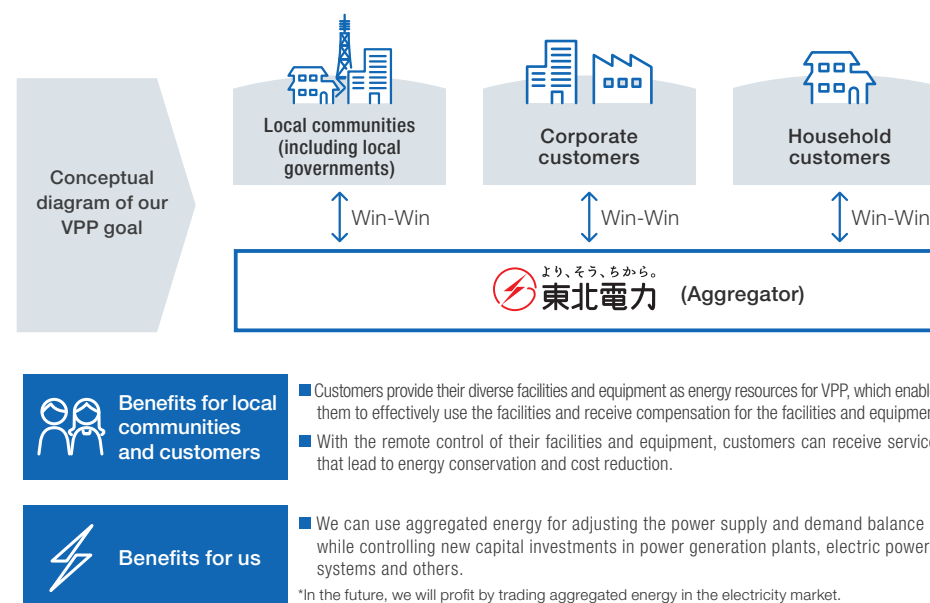 Conceptual
diagram of our
VPP goal
Local communities
(including local
governments)
Corporate
customers
Household
customers
Win-Win
Win-Win
Win-Win
より、そう、ちから。
東北電力 (Aggregator)
Benefits for local
communities
and customers
■ Customers provide their diverse facilities and equipment as energy resources for VPP, which enabl
them to effectively use the facilities and receive compensation for the facilities and equipme
■ With the remote control of their facilities and equipment, customers can receive service
that lead to energy conservation and cost reduction.
Benefits for us
■ We can use aggregated energy for adjusting the power supply and demand balance
while controlling new capital investments in power generation plants, electric power
systems and others.
*In the future, we will profit by trading aggregated energy in the electricity market.